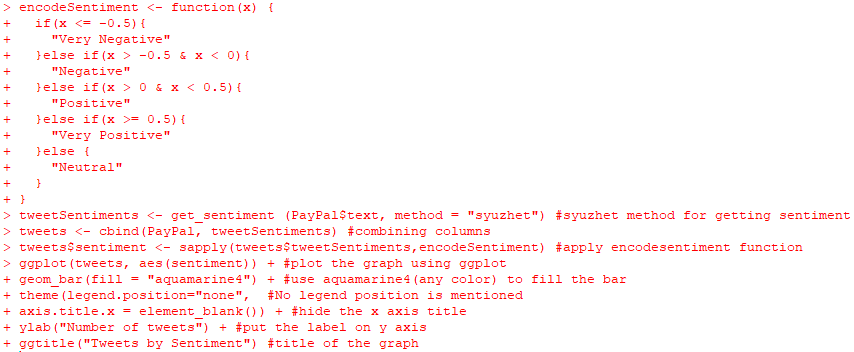 > encodeSentiment <- function(x) {
+   if(x <= -0.5){
+     "Very Negative"
+   }else if(x > -0.5 & x < 0){
+     "Negative"
+   }else if(x > 0 & x < 0.5){
+     "Positive"
+   }else if(x >= 0.5){
+     "Very Positive"
+   }else {
+     "Neutral"
+   }
+ }
> tweetSentiments <- get_sentiment (PayPal$text, method = "syuzhet") #syuzhet method for getting sentiment
> tweets <- cbind(PayPal, tweetSentiments) #combining columns
> tweets$sentiment <- sapply(tweets$tweetSentiments,encodeSentiment) #apply encodesentiment function
> ggplot(tweets, aes(sentiment)) + #plot the graph using ggplot
+ geom_bar(fill = "aquamarine4") + #use aquamarine4(any color) to fill the bar
+ theme(legend.position="none",  #No legend position is mentioned
+ axis.title.x = element_blank()) + #hide the x axis title
+ ylab("Number of tweets") + #put the label on y axis
+ ggtitle("Tweets by Sentiment") #title of the graph